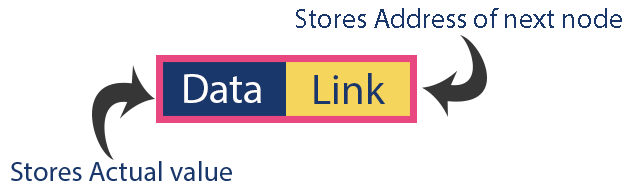 Stores Address of next node
Data Link
Stores Actual value